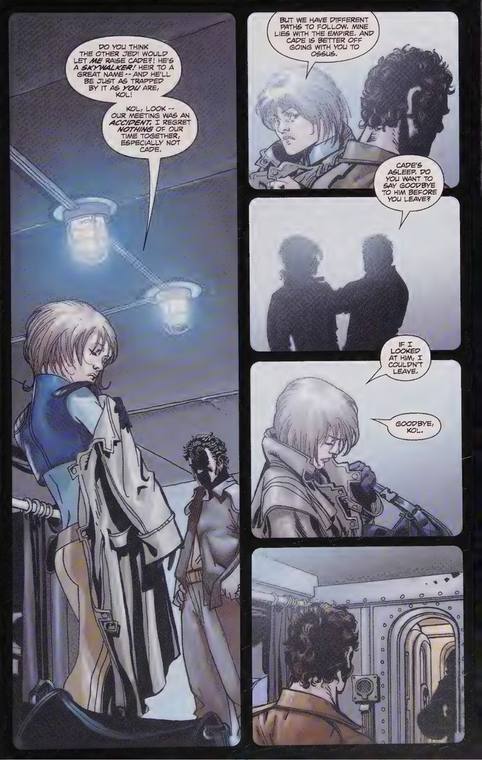 DO YOU THINK
THE OTHER JEDI WOULD
LET ME RAISE CADE?! HE'S
A SKYWALKER! HEIR TO A
GREAT NAME -- AND HE'LL
BE JUST AS TRAPPED
BY IT AS YOU ARE,
KOL!
KOL, LOOK --
OUR MEETING WAS AN
ACCIDENT. I REGRET
NOTHING OF OUR
TIME TOGETHER,
ESPECIALLY NOT
CADE.
BUT WE HAVE DIFFERENT
PATHS TO FOLLOW. MINE
LIES WITH THE EMPIRE. AND
CADE IS BETTER OFF
GOING WITH YOU TO
OSSUS.
CADE'S
ASLEEP. DO
YOU WANT TO
SAY GOODBYE
TO HIM BEFORE
YOU LEAVE?
IF I
LOOKED
AT HIM, I
COULDN'T
LEAVE.
GOODBYE,
KOL.